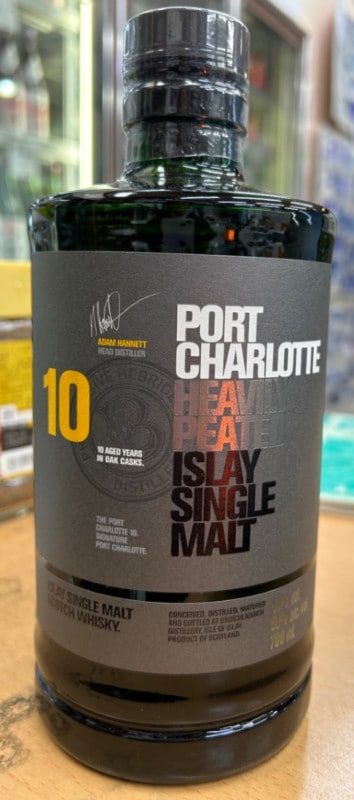 ADAM HANNETT
HEAD DISTILLER
PORT
CHARLOTTE
HEAVILY
PEATED
ISLAY
SINGLE
MALT
10
10 AGED YEARS
IN OAK CASKS.
THE PORT
CHARLOTTE 10.
SIGNATURE
PORT CHARLOTTE.
ISLAY SINGLE MALT
SCOTCH WHISKY.
CONCEIVED, DISTILLED, MATURED
AND BOTTLED AT BRUICHLADDICH
DISTILLERY, ISLE OF ISLAY.
PRODUCT OF SCOTLAND.